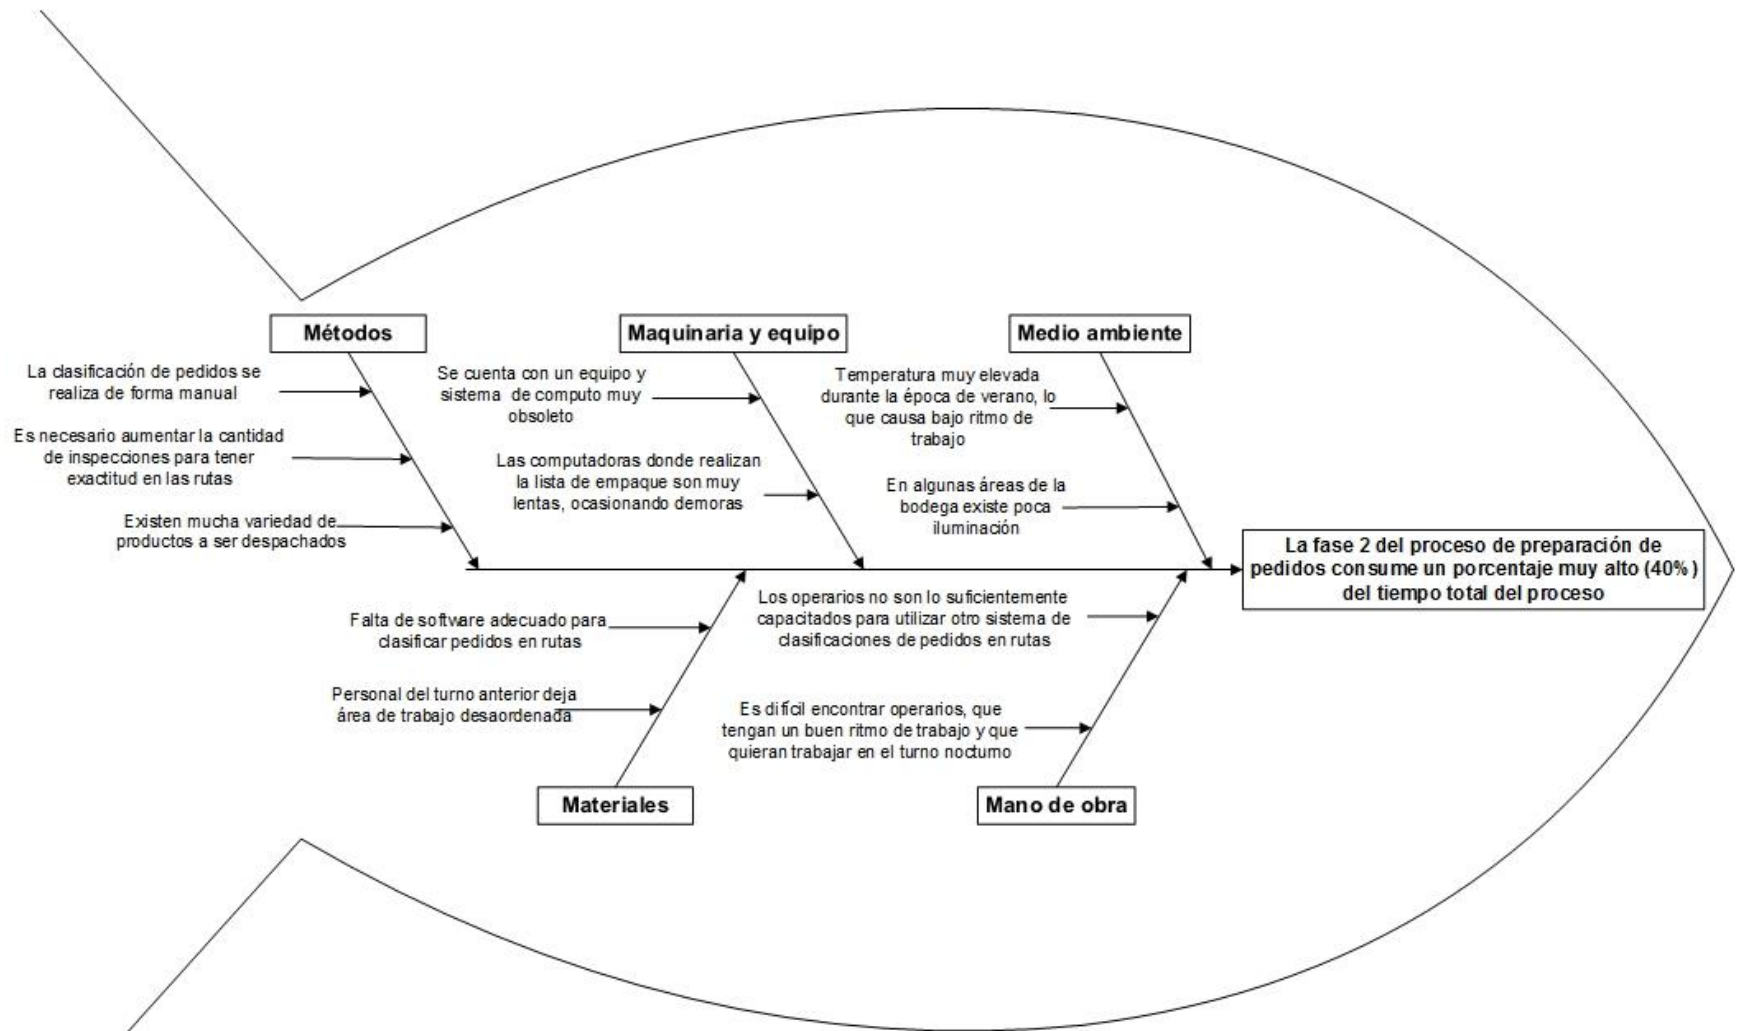 Métodos
Maquinaria y equipo
Medio ambiente
La clasificación de pedidos se
realiza de forma manual
Es necesario aumentar la cantidad
de inspecciones para tener
exactitud en las rutas
Existen mucha variedad de
productos a ser despachados
Se cuenta con un equipo y
sistema de computo muy
obsoleto
Las computadoras donde realizan
la lista de empaque son muy
lentas, ocasionando demoras
Temperatura muy elevada
durante la época de verano, lo
que causa bajo ritmo de
trabajo
En algunas áreas de la
bodega existe poca
iluminación
La fase 2 del proceso de preparación de
pedidos consume un porcentaje muy alto (40%)
del tiempo total del proceso
Falta de software adecuado para
clasificar pedidos en rutas
Personal del turno anterior deja
área de trabajo desaordenada
Los operarios no son lo suficientemente
capacitados para utilizar otro sistema de
clasificaciones de pedidos en rutas
Es difícil encontrar operarios, que
tengan un buen ritmo de trabajo y que
quieran trabajar en el turno nocturno
Materiales
Mano de obra